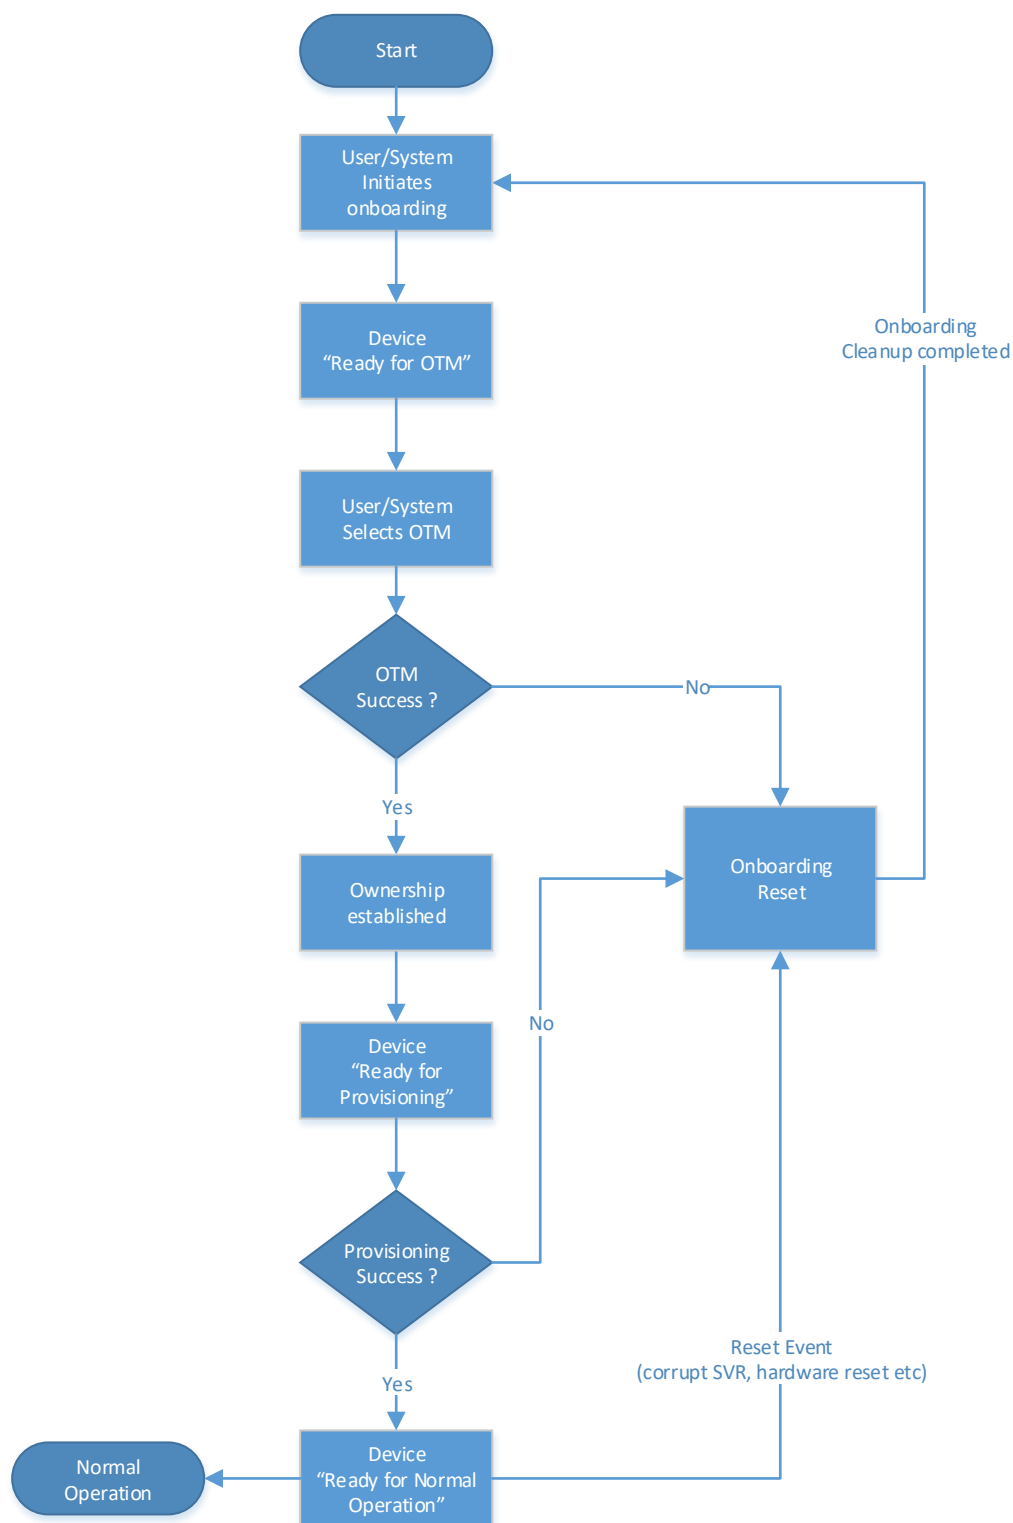 Start
User/System
Initiates
onboarding
Device
“Ready for OTM”
Onboarding
Cleanup completed
User/System
Selects OTM
OTM
Success ?
No
Yes
Onboarding
Reset
Ownership
established
No
Device
“Ready for
Provisioning”
Provisioning
Success ?
Reset Event
(corrupt SVR, hardware reset etc)
Yes
Normal
Operation
Device
“Ready for Normal
Operation”